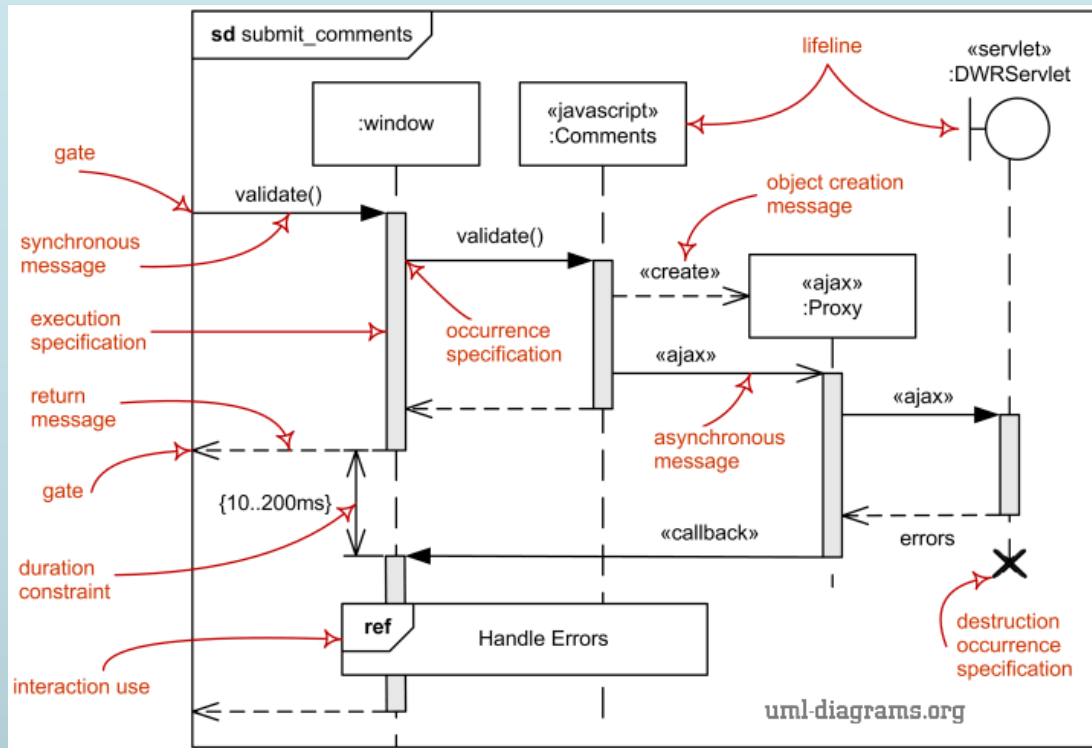 sd submit_comments
lifeline
«servlet»
:DWRServlet
:window
«javascript»
:Comments
gate
validate()
object creation
message
synchronous
message
validate()
«create»
«ajax»
:Proxy
execution
specification
occurrence
specification
«ajax»
return
message
«ajax»
asynchronous
message
gate
{10..200ms}
«callback»
errors
duration
constraint
destruction
occurrence
specification
ref
Handle Errors
interaction use
uml-diagrams.org